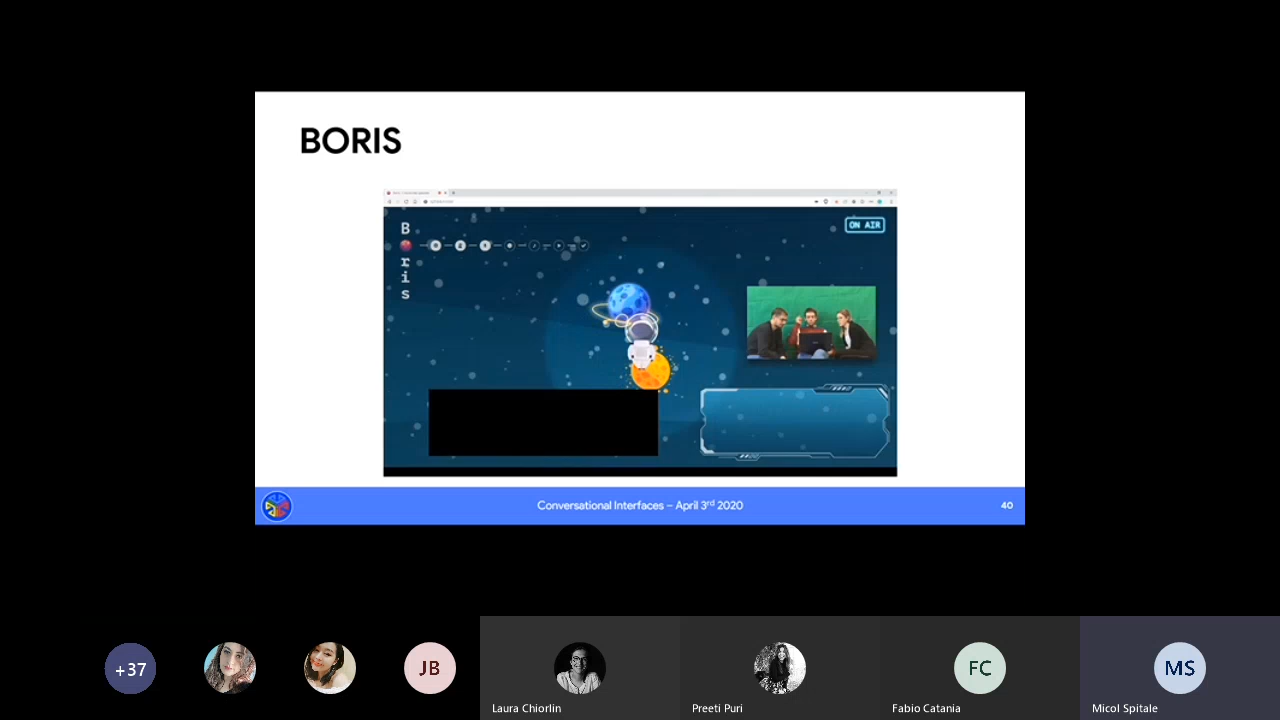 BORIS
B
r
i
s
ON AIR
Conversational Interfaces – April 3rd 2020
40
+37
JB
FC
MS
Laura Chiorlin
Preeti Puri
Fabio Catania
Micol Spitale